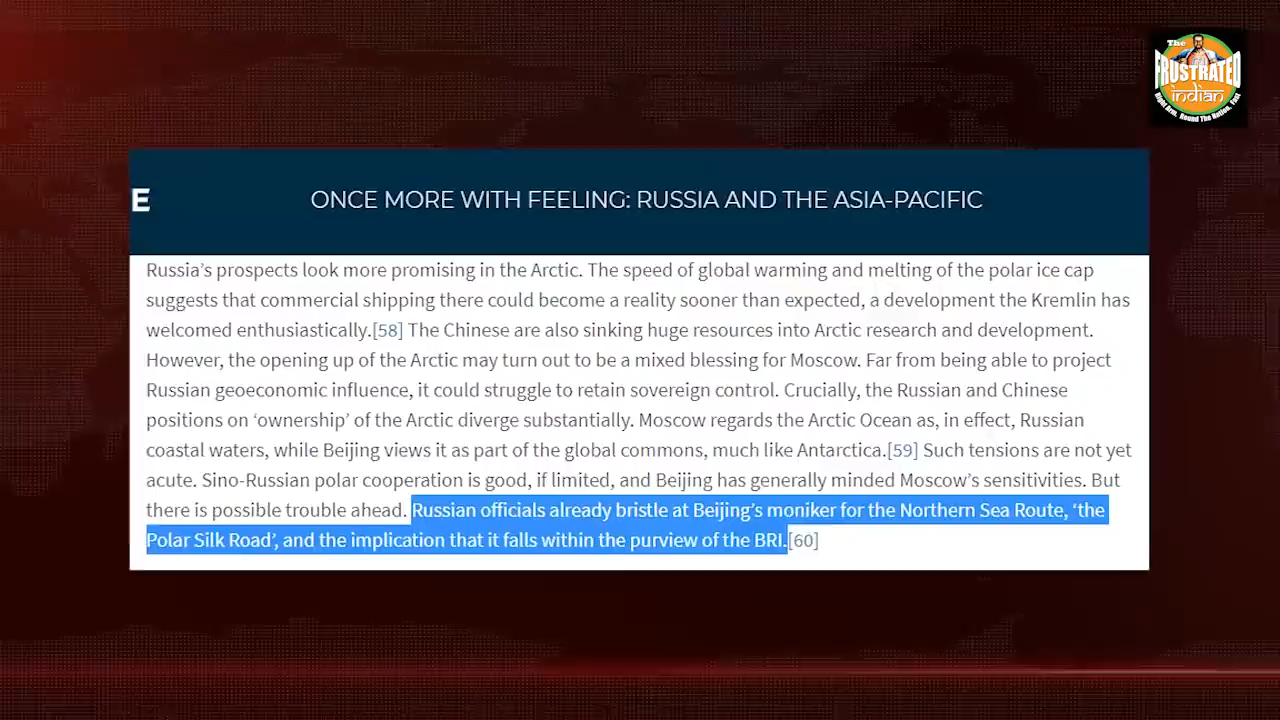 The
FRUSTRATED
indian
Right Arm. Round The Nation. Fast
E
ONCE MORE WITH FEELING: RUSSIA AND THE ASIA-PACIFIC
Russia’s prospects look more promising in the Arctic. The speed of global warming and melting of the polar ice cap
suggests that commercial shipping there could become a reality sooner than expected, a development the Kremlin has
welcomed enthusiastically.[58] The Chinese are also sinking huge resources into Arctic research and development.
However, the opening up of the Arctic may turn out to be a mixed blessing for Moscow. Far from being able to project
Russian geoeconomic influence, it could struggle to retain sovereign control. Crucially, the Russian and Chinese
positions on ‘ownership’ of the Arctic diverge substantially. Moscow regards the Arctic Ocean as, in effect, Russian
coastal waters, while Beijing views it as part of the global commons, much like Antarctica.[59] Such tensions are not yet
acute. Sino-Russian polar cooperation is good, if limited, and Beijing has generally minded Moscow’s sensitivities. But
there is possible trouble ahead. Russian officials already bristle at Beijing’s moniker for the Northern Sea Route, ‘the
Polar Silk Road’, and the implication that it falls within the purview of the BRI.[60]